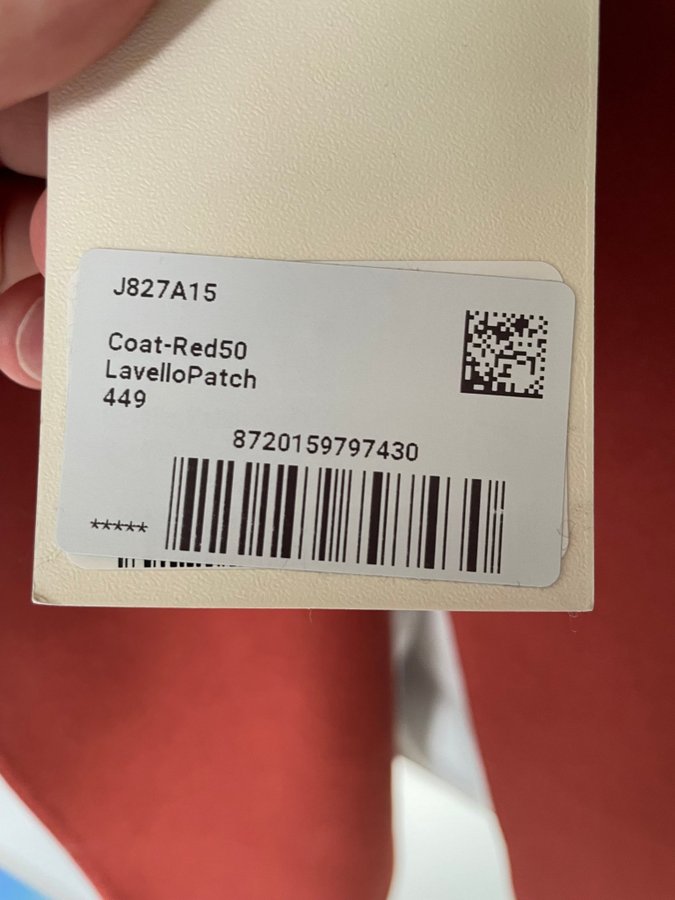 J827A15
Coat-Red50
LavelloPatch
449
8720159797430
*****